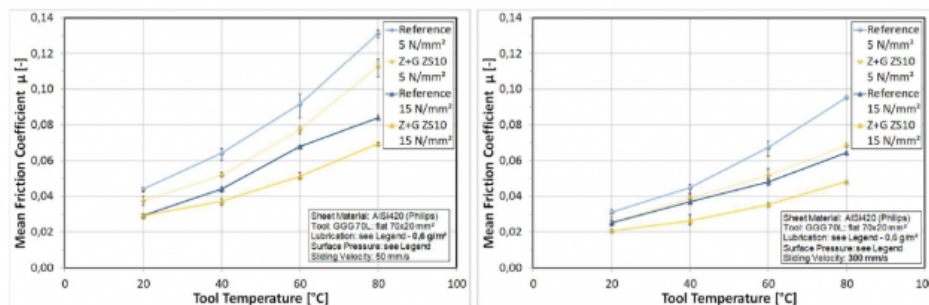 0,14
0,12
0,10
0,08
0,06
0,04
0,02
0,00
0
20
40
60
80
100
Mean Friction Coefficient μ [-]
Tool Temperature [°C]
Reference
5 N/mm²
Z+G ZS10
5 N/mm²
Reference
15 N/mm²
Z+G ZS10
15 N/mm²
Sheet Material: AISI420 (Philips)
Tool: GGG70L: flat 70x20 mm²
Lubrication: see Legend - 0,6 g/m²
Surface Pressure: see Legend
Sliding Velocity: 50 mm/s
0,14
0,12
0,10
0,08
0,06
0,04
0,02
0,00
0
20
40
60
80
100
Mean Friction Coefficient μ [-]
Tool Temperature [°C]
Reference
5 N/mm²
Z+G ZS10
5 N/mm²
Reference
15 N/mm²
Z+G ZS10
15 N/mm²
Sheet Material: AISI420 (Philips)
Tool: GGG70L: flat 70x20 mm²
Lubrication: see Legend - 0,6 g/m²
Surface Pressure: see Legend
Sliding Velocity: 300 mm/s